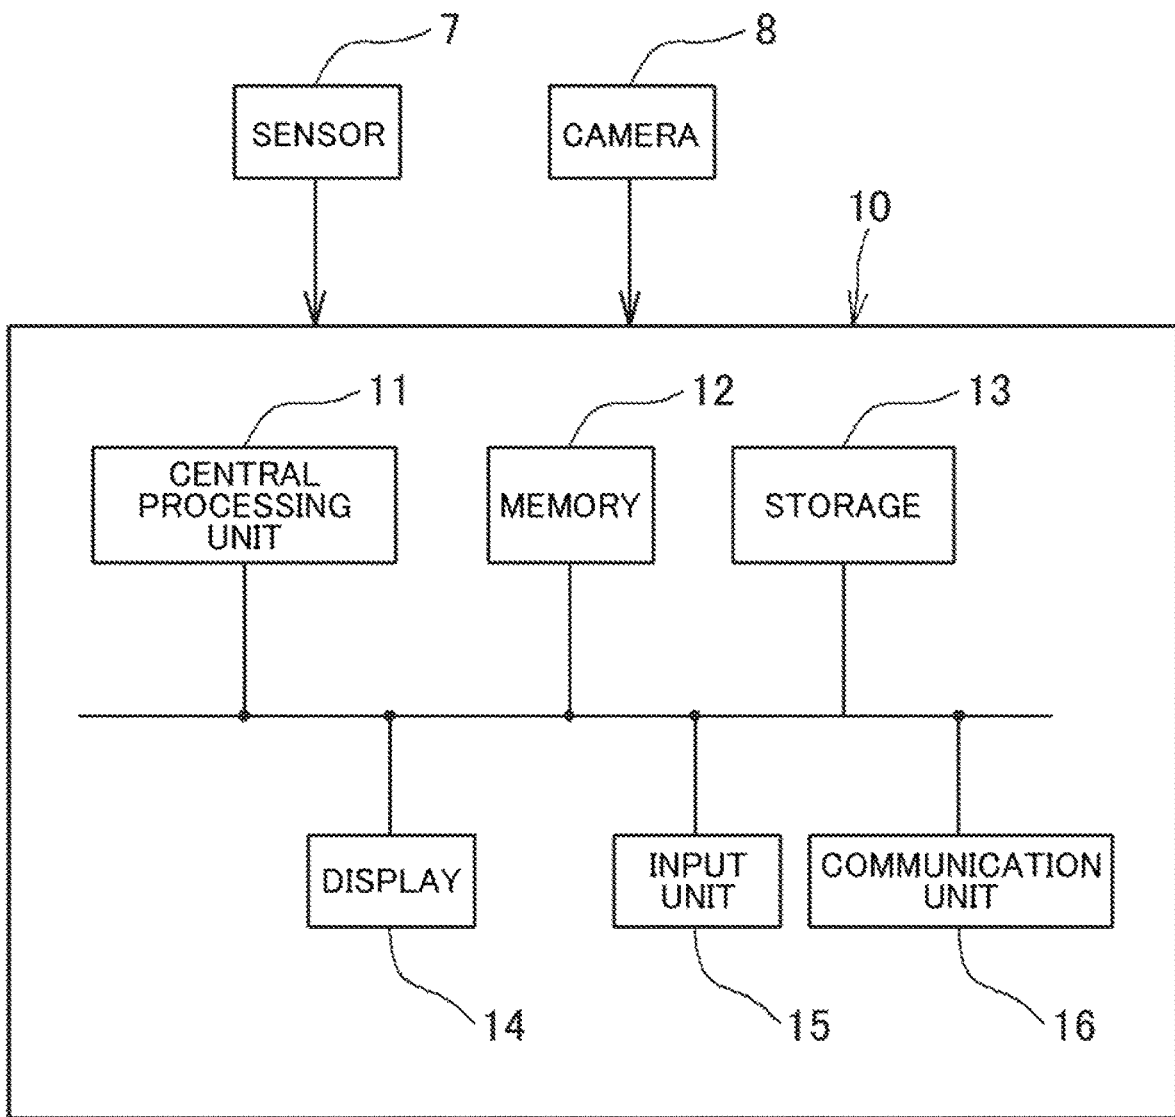 7
8
SENSOR
CAMERA
10
11
12
13
CENTRAL
PROCESSING
UNIT
MEMORY
STORAGE
DISPLAY
INPUT
UNIT
COMMUNICATION
UNIT
14
15
16